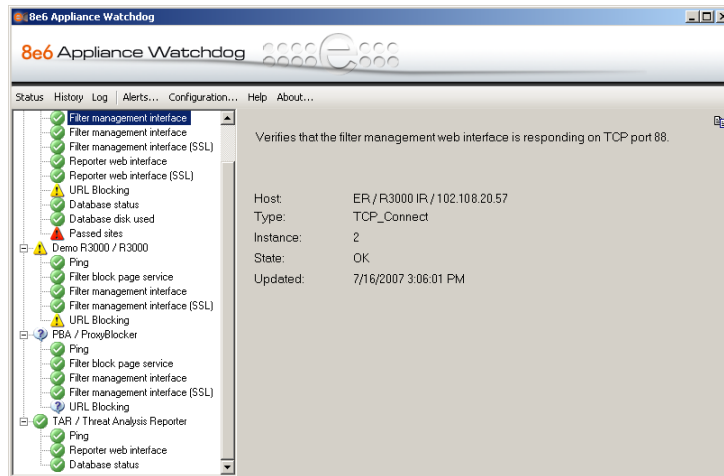 8e6 Appliance Watchdog
8e6 Appliance Watchdog
Status History Log Alerts... Configuration... Help About...
Filter management interface
Filter management interface
Filter management interface (SSL)
Reporter web interface
Reporter web interface (SSL)
URL Blocking
Database status
Database disk used
Passed sites
Demo R3000 / R3000
Ping
Filter block page service
Filter management interface
Filter management interface (SSL)
URL Blocking
PBA / ProxyBlocker
Ping
Filter block page service
Filter management interface
Filter management interface (SSL)
URL Blocking
TAR / Threat Analysis Reporter
Ping
Reporter web interface
Database status
Verifies that the filter management web interface is responding on TCP port 88.
Host: ER / R3000 IR / 102.108.20.57
Type: TCP_Connect
Instance: 2
State: OK
Updated: 7/16/2007 3:06:01 PM